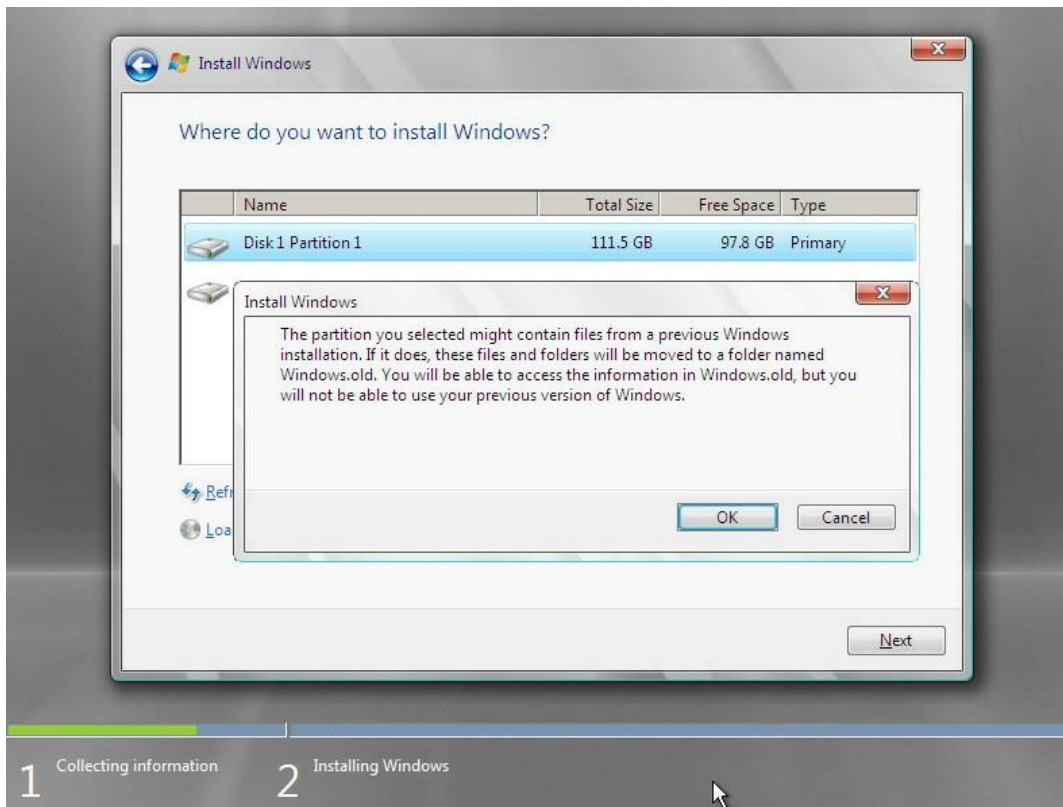 Install Windows
Where do you want to install Windows?
Name Total Size Free Space Type
Disk 1 Partition 1 111.5 GB 97.8 GB Primary
Install Windows
The partition you selected might contain files from a previous Windows
installation. If it does, these files and folders will be moved to a folder named
Windows.old. You will be able to access the information in Windows.old, but you
will not be able to use your previous version of Windows.
Refr
OK Cancel
Loa
Next
1 Collecting information 2 Installing Windows